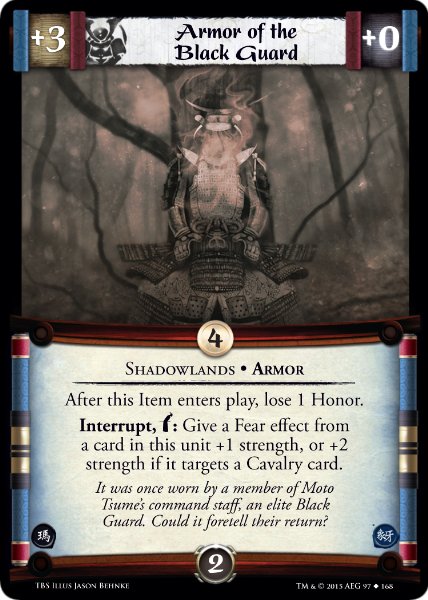 +3
Armor of the
Black Guard
+0
4
Shadowlands • Armor
After this Item enters play, lose 1 Honor.
Interrupt, : Give a Fear effect from
a card in this unit +1 strength, or +2
strength if it targets a Cavalry card.
It was once worn by a member of Moto
Tsume's command staff, an elite Black
Guard. Could it foretell their return?
瑪
2
TBS Illus Jason Behnke
TM & © 2015 AEG 97 ◆ 168